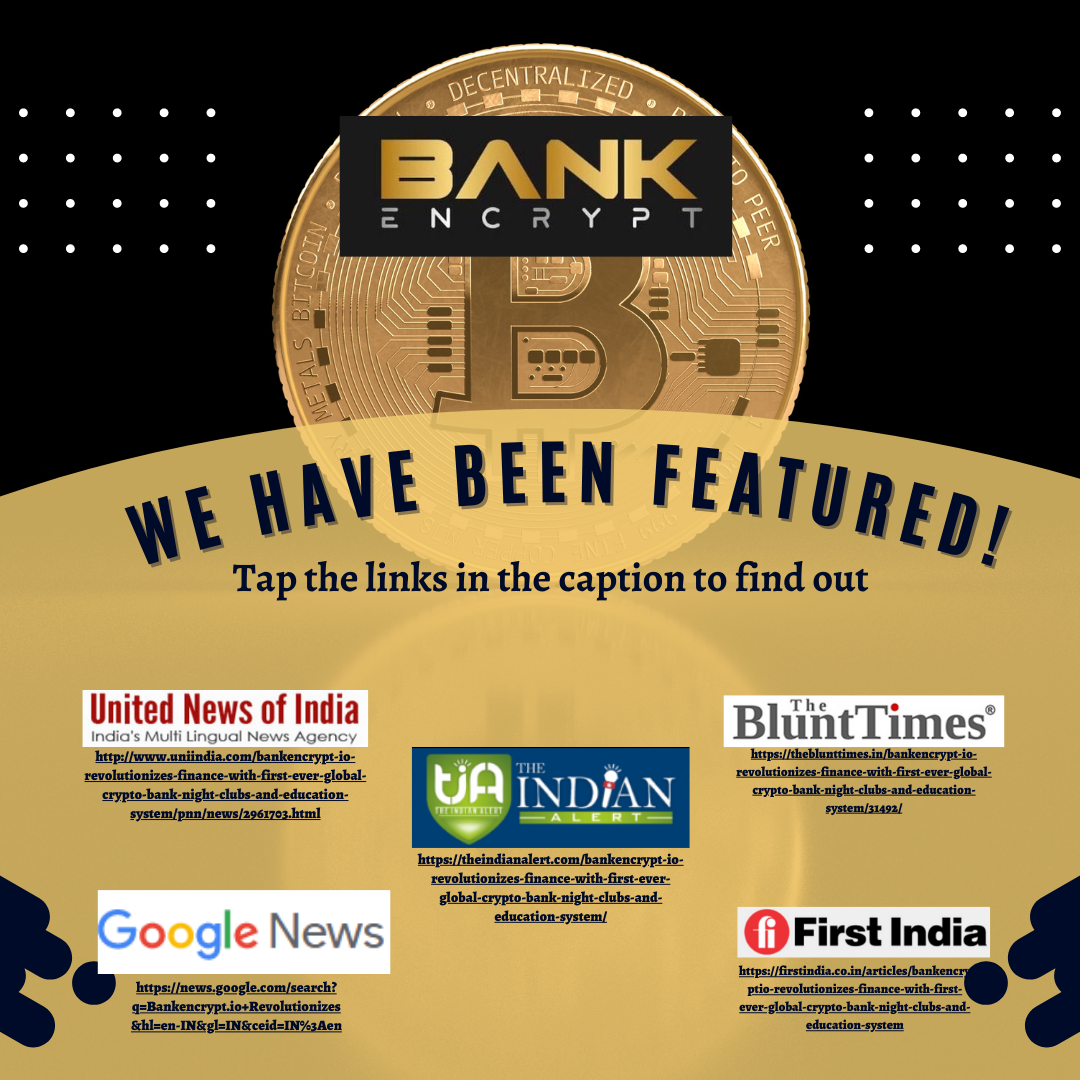 DECENTRALIZED
BANK
ENCRYPT
TO PEER
BITCOIN
METALS
WE HAVE BEEN FEATURED!
Tap the links in the caption to find out
United News of India
India's Multi Lingual News Agency
http://www.uniindia.com/bankencrypt-io-
revolutionizes-finance-with-first-ever-global-
crypto-bank-night-clubs-and-education-
system/pnn/news/2961703.html
The
BluntTimes®
https://theblunttimes.in/bankencrypt-io-
revolutionizes-finance-with-first-ever-global-
crypto-bank-night-clubs-and-education-
system/31492/
TIA
THE INDIAN ALERT
THE
INDIAN
ALERT
https://theindianalert.com/bankencrypt-io-
revolutionizes-finance-with-first-ever-
global-crypto-bank-night-clubs-and-
education-system/
Google News
https://news.google.com/search?
q=Bankencrypt.io+Revolutionizes
&hl=en-IN&gl=IN&ceid=IN%3Aen
fi First India
https://firstindia.co.in/articles/bankencry
ptio-revolutionizes-finance-with-first-
ever-global-crypto-bank-night-clubs-and-
education-system